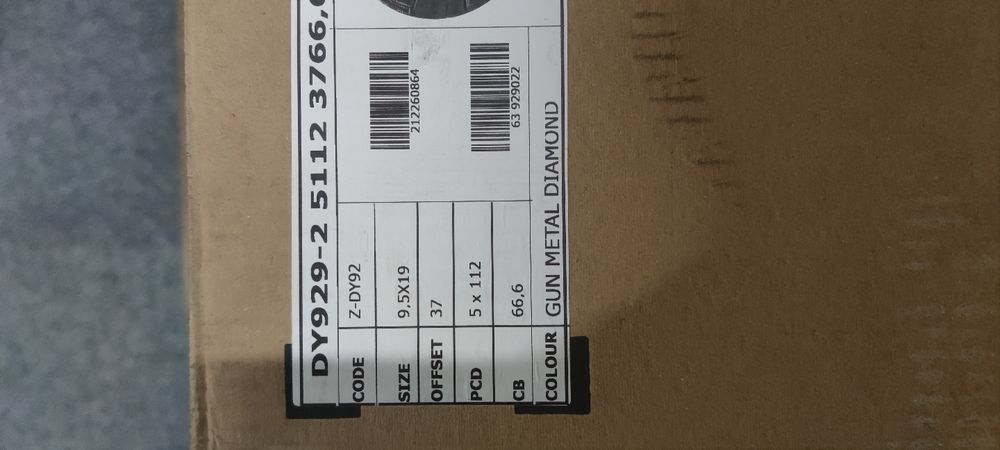 DY929-2 5112 3766,
CODE Z-DY92
SIZE 9,5X19
OFFSET 37
PCD 5 x 112
CB 66,6
COLOUR GUN METAL DIAMOND
212260864
63 929022